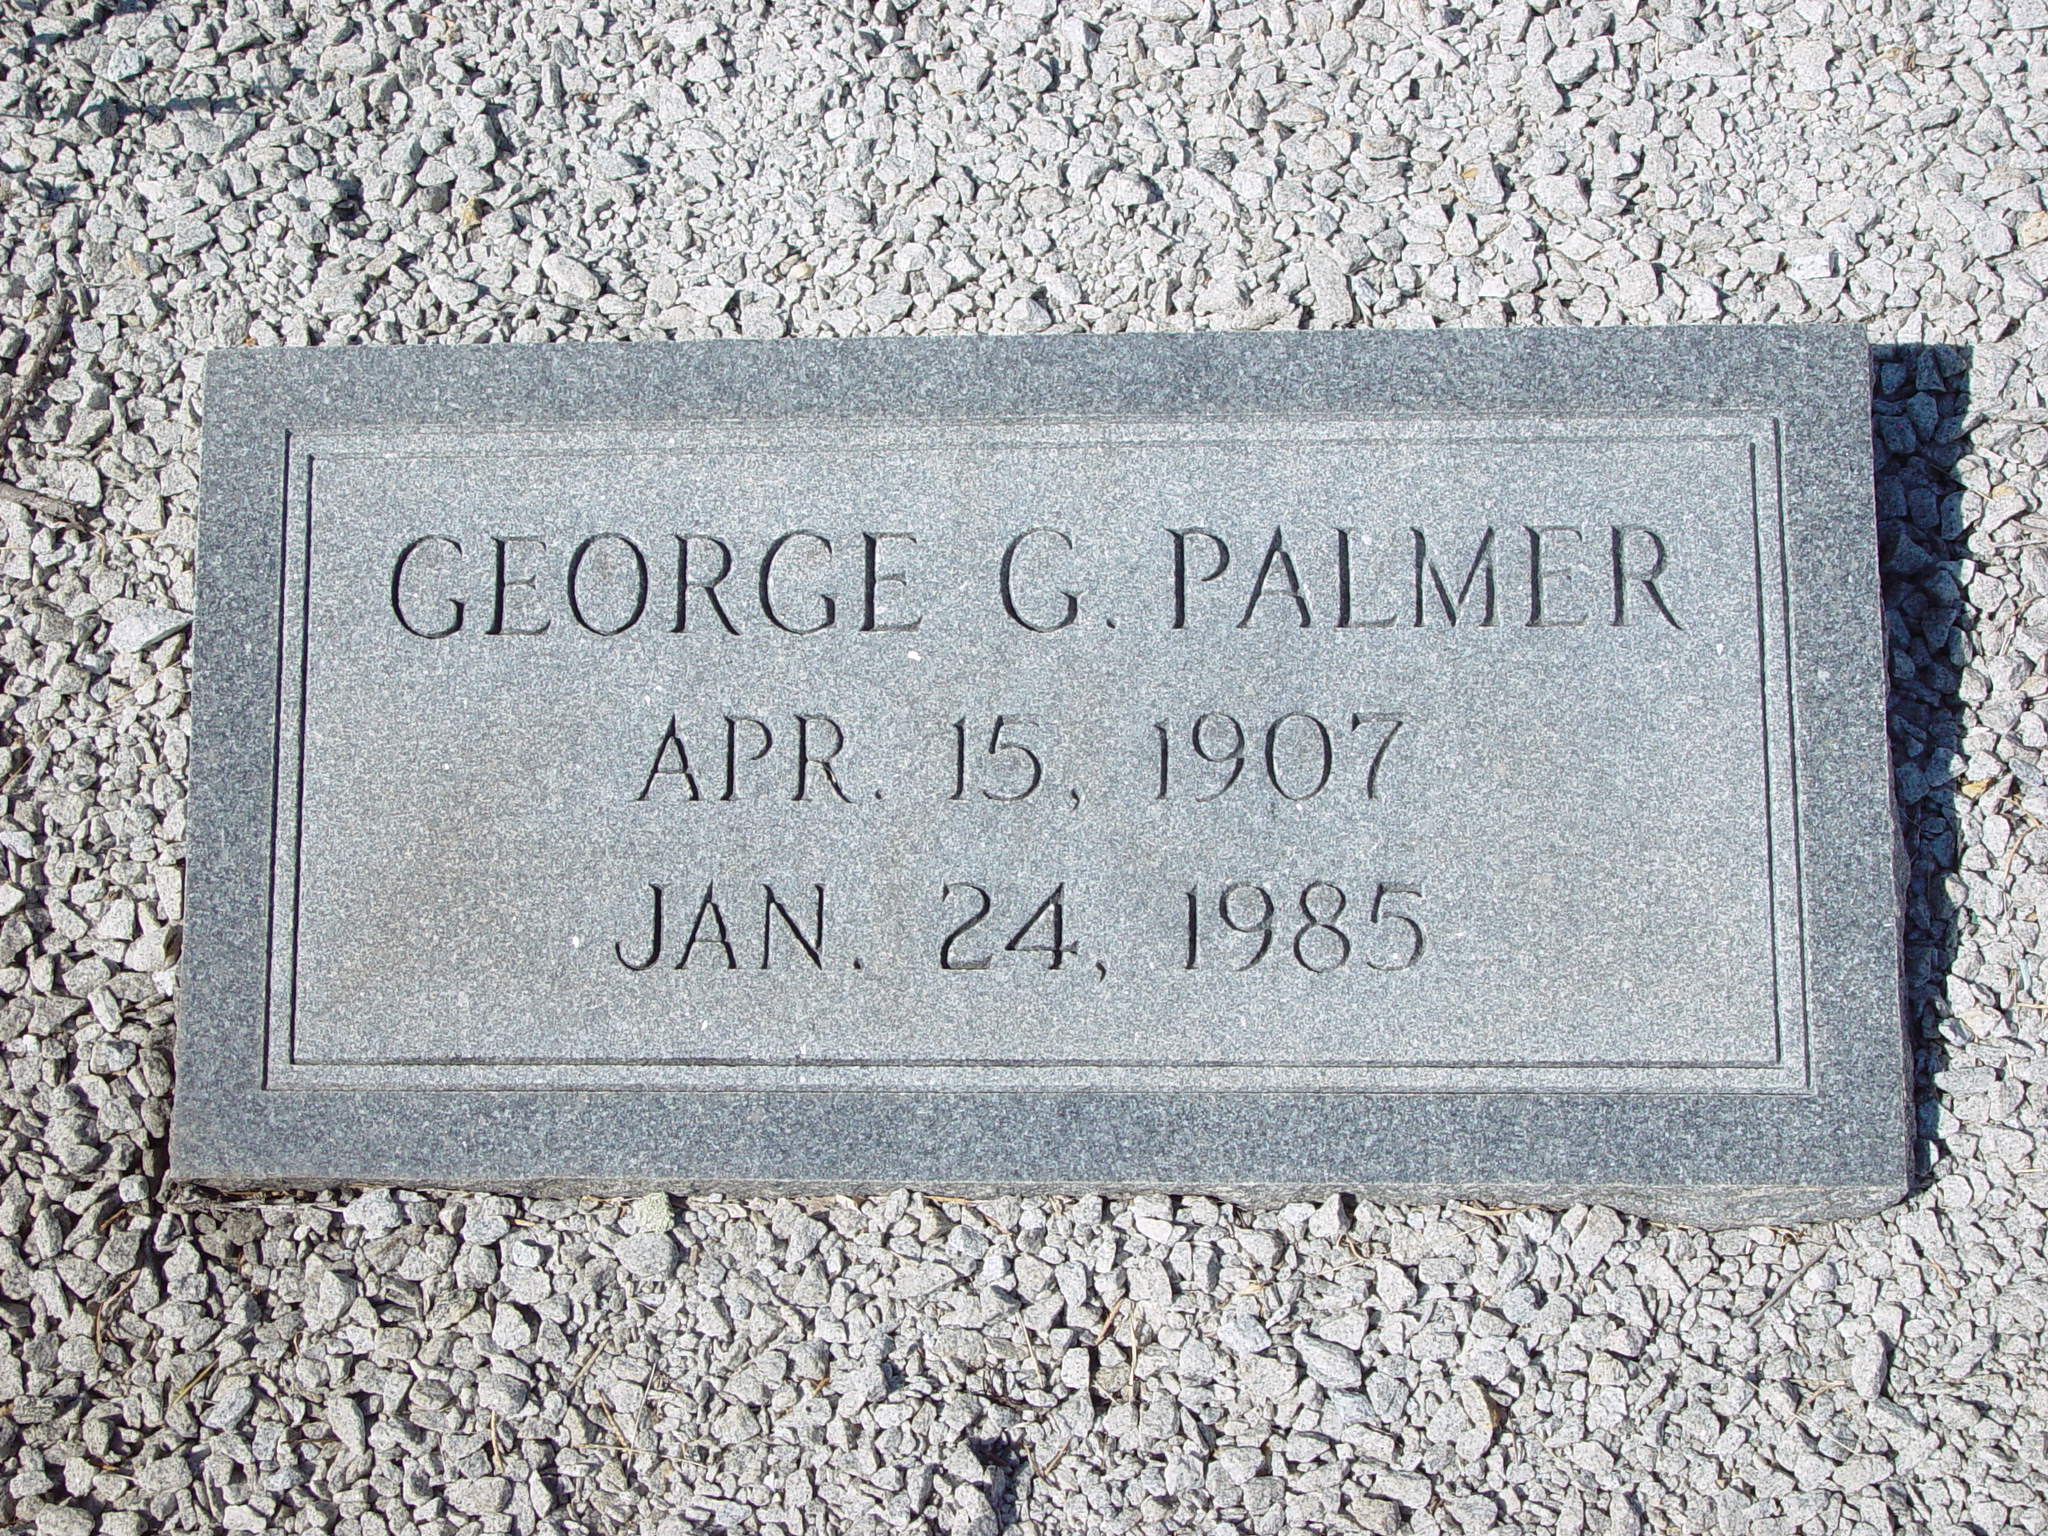 GEORGE G. PALMER
APR. 15, 1907
JAN. 24, 1985